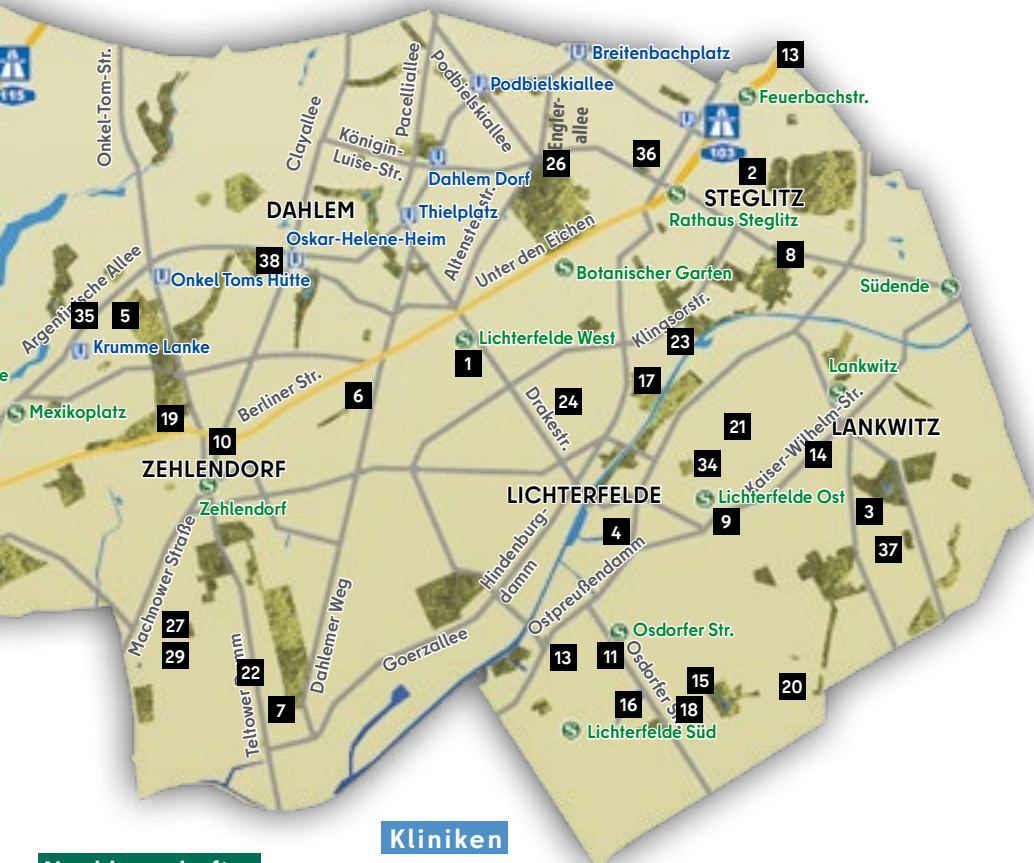 Breitenbachplatz
13
Podbielskiallee
Feuerbachstr.
115
Onkel-Tom-Str.
Clayallee
Pacelliallee
Podbielskiallee
Engler-
allee
103
Königin-
Luise-Str.
Dahlem Dorf
26
36
2
STEGLITZ
Rathaus Steglitz
DAHLEM
Thielplatz
Oskar-Helene-Heim
Unter den Eichen
38
Onkel Toms Hütte
Botanischer Garten
8
Südende
Argentinische Allee
35
5
Krumme Lanke
Lichterfelde West
Klingsorstr.
23
1
17
Lankwitz
Mexikoplatz
Berliner Str.
6
24
Drakestr.
19
10
21
Kaiser-Wilhelm-Str.
LANKWITZ
ZEHLENDORF
34
14
Zehlendorf
LICHTERFELDE
Lichterfelde Ost
9
3
4
37
Hindenburg-
damm
Ostpreußendamm
Machnower Straße
27
29
Dahlemer Weg
Goerzallee
Osdorfer Str.
13
11
22
15
20
7
16
18
Lichterfelde Süd
Kliniken